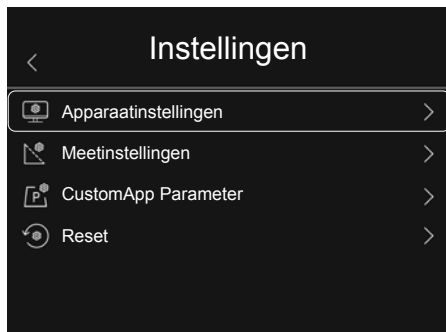 Instellingen
Apparaatinstellingen
Meetinstellingen
CustomApp Parameter
Reset